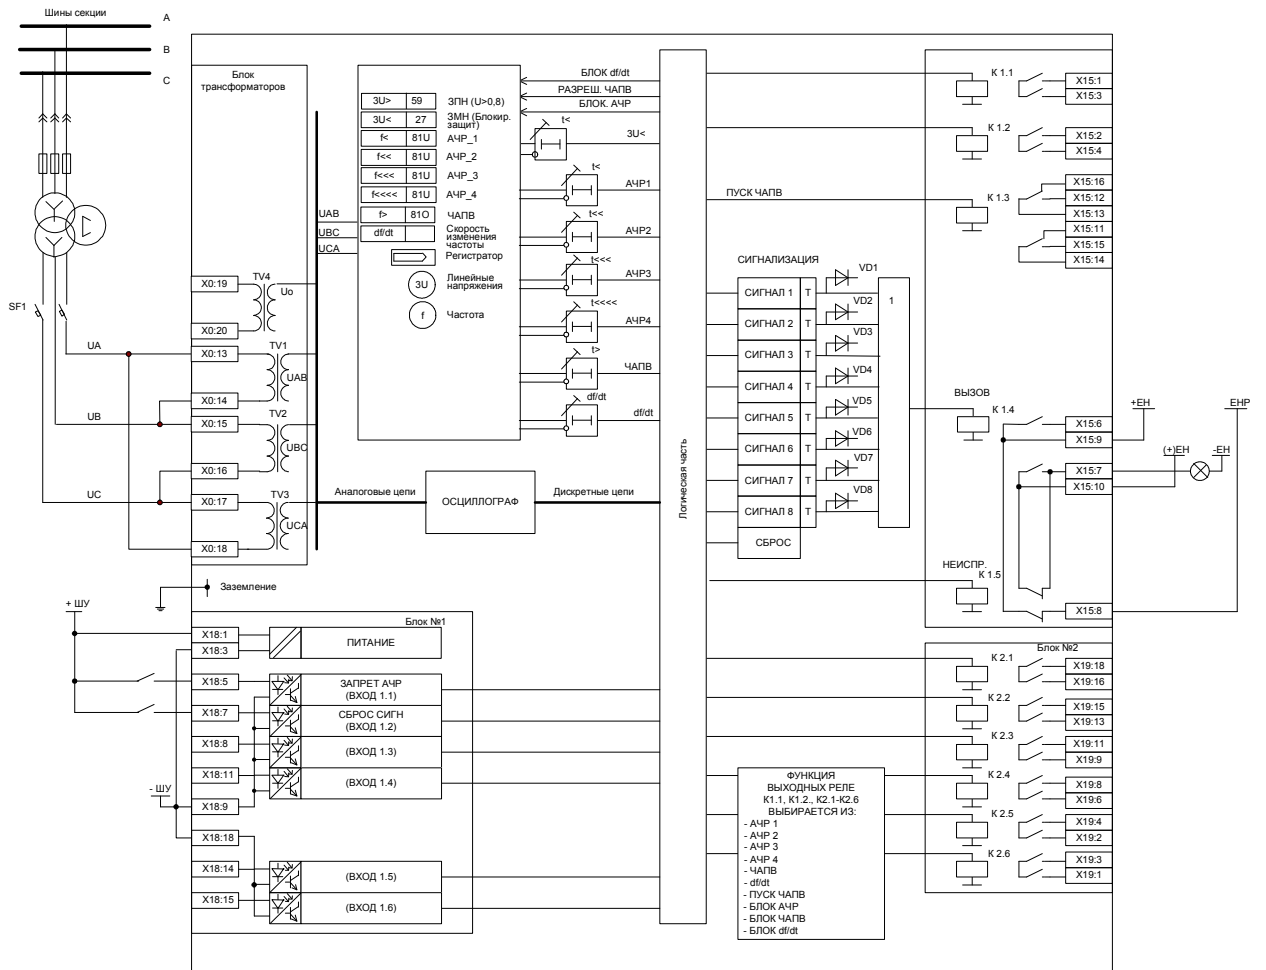 Шины секции
A
B
C
SF1
UA
UB
UC
Блок
трансформаторов
X0:19
TV4
Uo
X0:20
X0:13
TV1
UAB
X0:14
X0:15
TV2
UBC
X0:16
X0:17
TV3
UCA
X0:18
UAB
UBC
UCA
3U> 59 ЗПН (U>0,8)
3U< 27 ЗМН (Блокир.
защит)
f< 81U АЧР_1
f<< 81U АЧР_2
f<<< 81U АЧР_3
f<<<< 81U АЧР_4
f> 81O ЧАПВ
df/dt Скорость
изменения
частоты
Регистратор
3U Линейные
напряжения
f Частота
БЛОК df/dt
РАЗРЕШ. ЧАПВ
БЛОК. АЧР
t<
3U<
t<
АЧР1
t<<
АЧР2
t<<<
АЧР3
t<<<<
АЧР4
t>
ЧАПВ
df/dt
df/dt
Аналоговые цепи
ОСЦИЛЛОГРАФ
Дискретные цепи
Логическая часть
ПУСК ЧАПВ
СИГНАЛИЗАЦИЯ
СИГНАЛ 1 T VD1
СИГНАЛ 2 T VD2
СИГНАЛ 3 T VD3
СИГНАЛ 4 T VD4
СИГНАЛ 5 T VD5
СИГНАЛ 6 T VD6
СИГНАЛ 7 T VD7
СИГНАЛ 8 T VD8
СБРОС
1
К 1.1
X15:1
X15:3
К 1.2
X15:2
X15:4
К 1.3
X15:16
X15:12
X15:13
X15:11
X15:15
X15:14
ВЫЗОВ
К 1.4
X15:6
X15:9
X15:7
X15:10
+ЕН
ЕНР
(+)ЕН
-ЕН
НЕИСПР.
К 1.5
X15:8
Заземление
+ ШУ
- ШУ
Блок №1
X18:1
X18:3
ПИТАНИЕ
X18:5
ЗАПРЕТ АЧР
(ВХОД 1.1)
X18:7
СБРОС СИГН
(ВХОД 1.2)
X18:8
(ВХОД 1.3)
X18:11
(ВХОД 1.4)
X18:9
X18:18
X18:14
(ВХОД 1.5)
X18:15
(ВХОД 1.6)
ФУНКЦИЯ
ВЫХОДНЫХ РЕЛЕ
К1.1, К1.2., К2.1-К2.6
ВЫБИРАЕТСЯ ИЗ:
- АЧР 1
- АЧР 2
- АЧР 3
- АЧР 4
- ЧАПВ
- df/dt
- ПУСК ЧАПВ
- БЛОК АЧР
- БЛОК ЧАПВ
- БЛОК df/dt
Блок №2
К 2.1
X19:18
X19:16
К 2.2
X19:15
X19:13
К 2.3
X19:11
X19:9
К 2.4
X19:8
X19:6
К 2.5
X19:4
X19:2
К 2.6
X19:3
X19:1